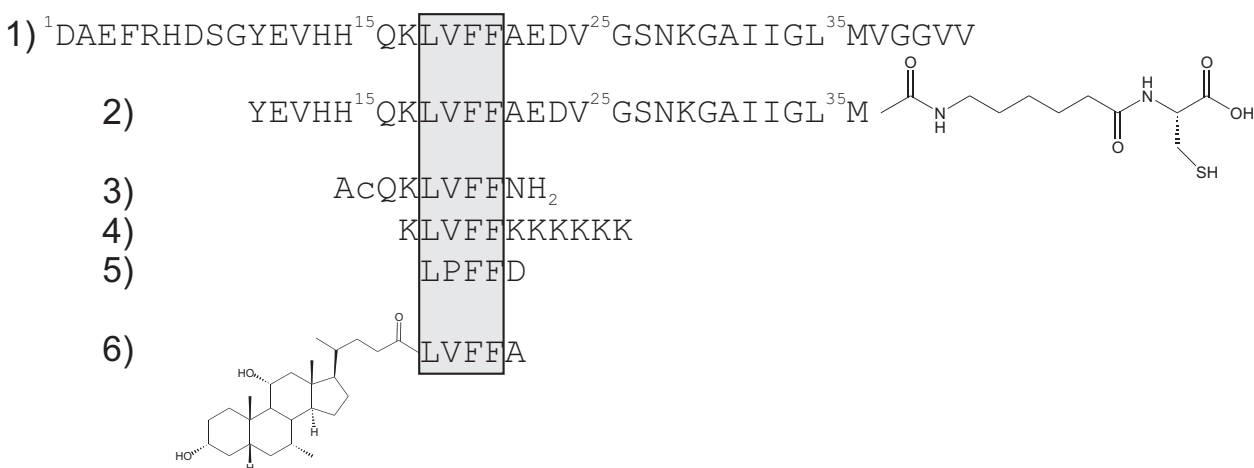 1) ¹DAEFRHDSGYEVHH¹⁵QKLVFFAEDV²⁵GSNKGAIIGL³⁵MVGGVV
O H O
N
2) YEVHH¹⁵QKLVFFAEDV²⁵GSNKGAIIGL³⁵M
N OH
H O
SH
3) AcQKLVFFNH₂
4) KLVFFKKKKKK
5) LPFFD
O
6) LVFFA
HO
H
HO
H